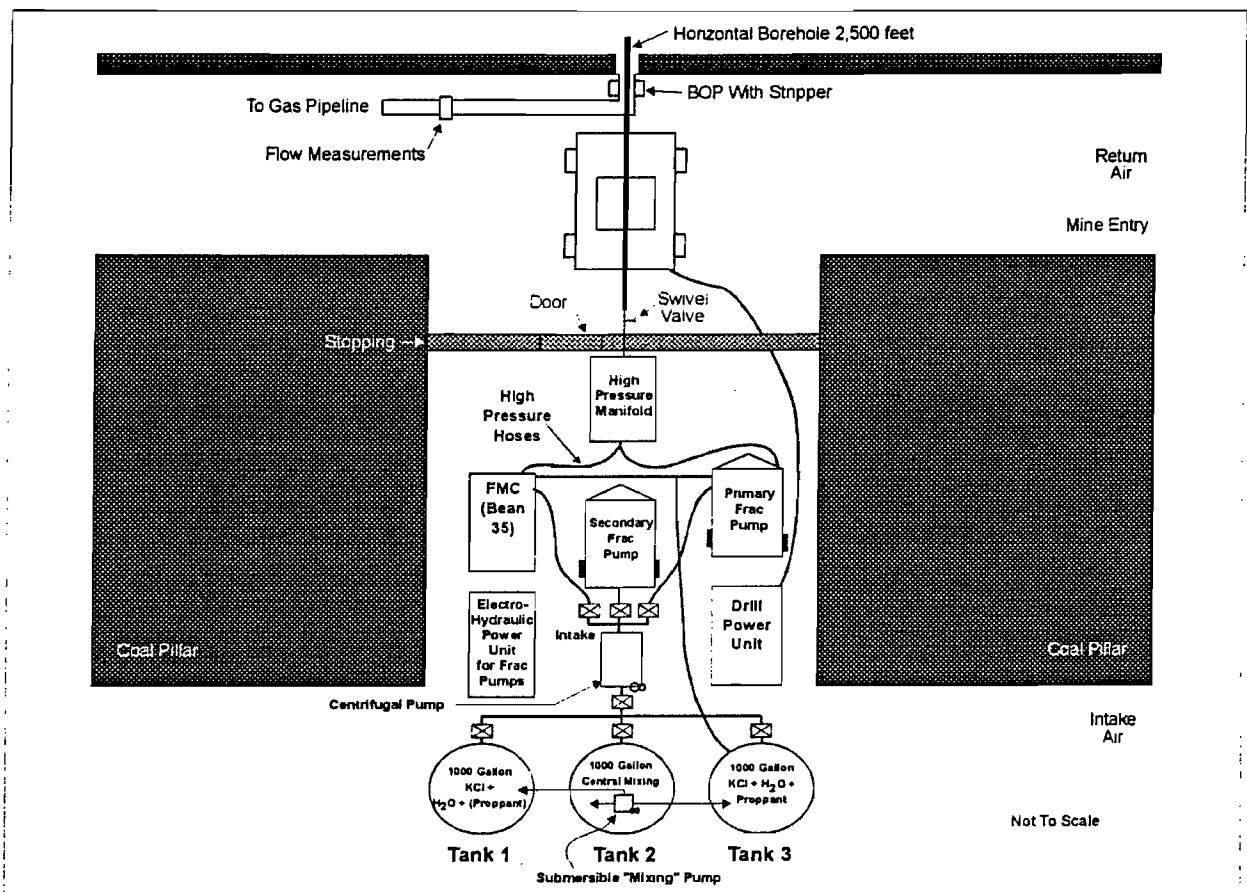 Horizontal Borehole 2,500 feet
BOP With Stripper
To Gas Pipeline
Flow Measurements
Return
Air
Mine Entry
Door
Swivel
Valve
Stopping
High
Pressure
Manifold
High
Pressure
Hoses
FMC
(Bean
35)
Secondary
Frac
Pump
Primary
Frac
Pump
Electro-
Hydraulic
Power
Unit
for Frac
Pumps
Intake
Drill
Power
Unit
Coal Pillar
Coal Pillar
Centrifugal Pump
Intake
Air
1000 Gallon
KCl +
H2O + (Proppant)
1000 Gallon
Central Mixing
1000 Gallon
KCl + H2O +
Proppant
Not To Scale
Tank 1
Tank 2
Tank 3
Submersible "Mixing" Pump